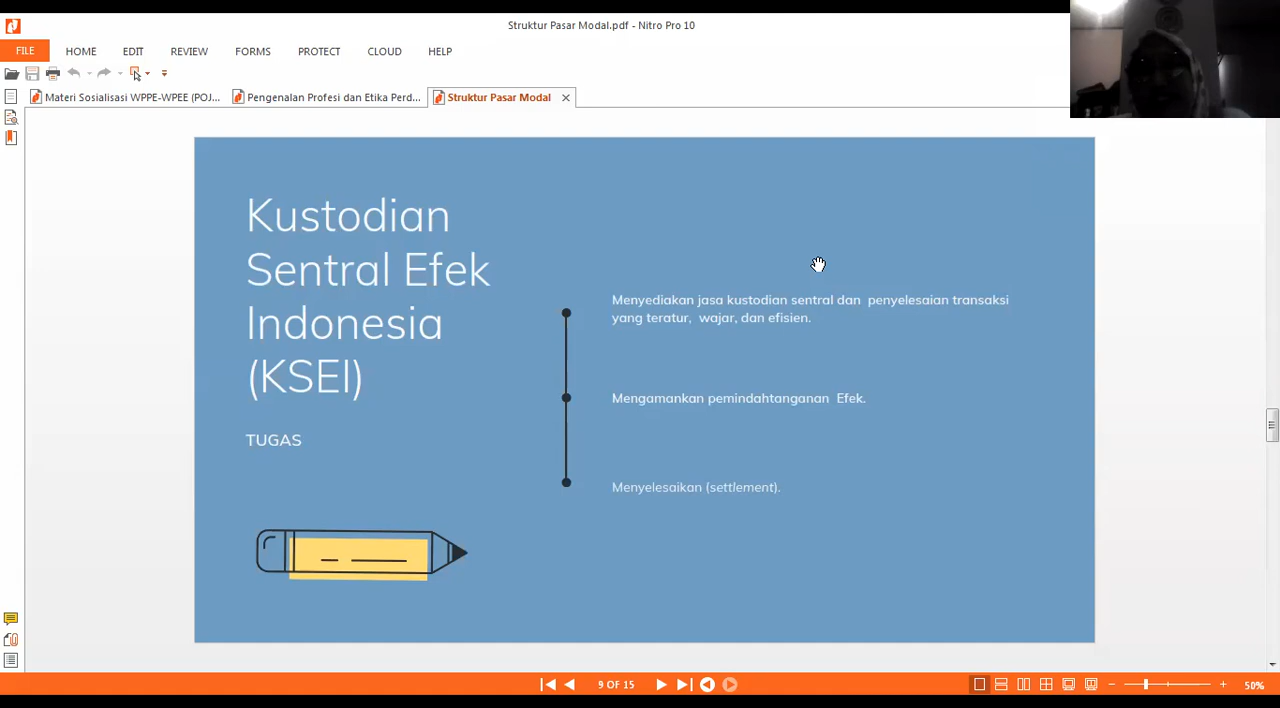 Struktur Pasar Modal.pdf - Nitro Pro 10
FILE HOME EDIT REVIEW FORMS PROTECT CLOUD HELP
Materi Sosialisasi WPPE-WPEE (POJ... Pengenalan Profesi dan Etika Perd... Struktur Pasar Modal
Kustodian
Sentral Efek
Indonesia
(KSEI)
TUGAS
Menyediakan jasa kustodian sentral dan penyelesaian transaksi
yang teratur, wajar, dan efisien.
Mengamankan pemindahtanganan Efek.
Menyelesaikan (settlement).
9 OF 15
50%